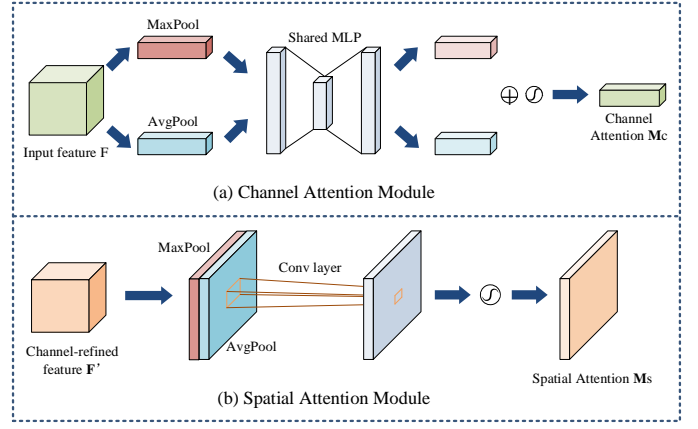 MaxPool
Shared MLP
AvgPool
Input feature F
Channel
Attention Mc
(a) Channel Attention Module
MaxPool
Conv layer
AvgPool
Channel-refined
feature F'
Spatial Attention Ms
(b) Spatial Attention Module